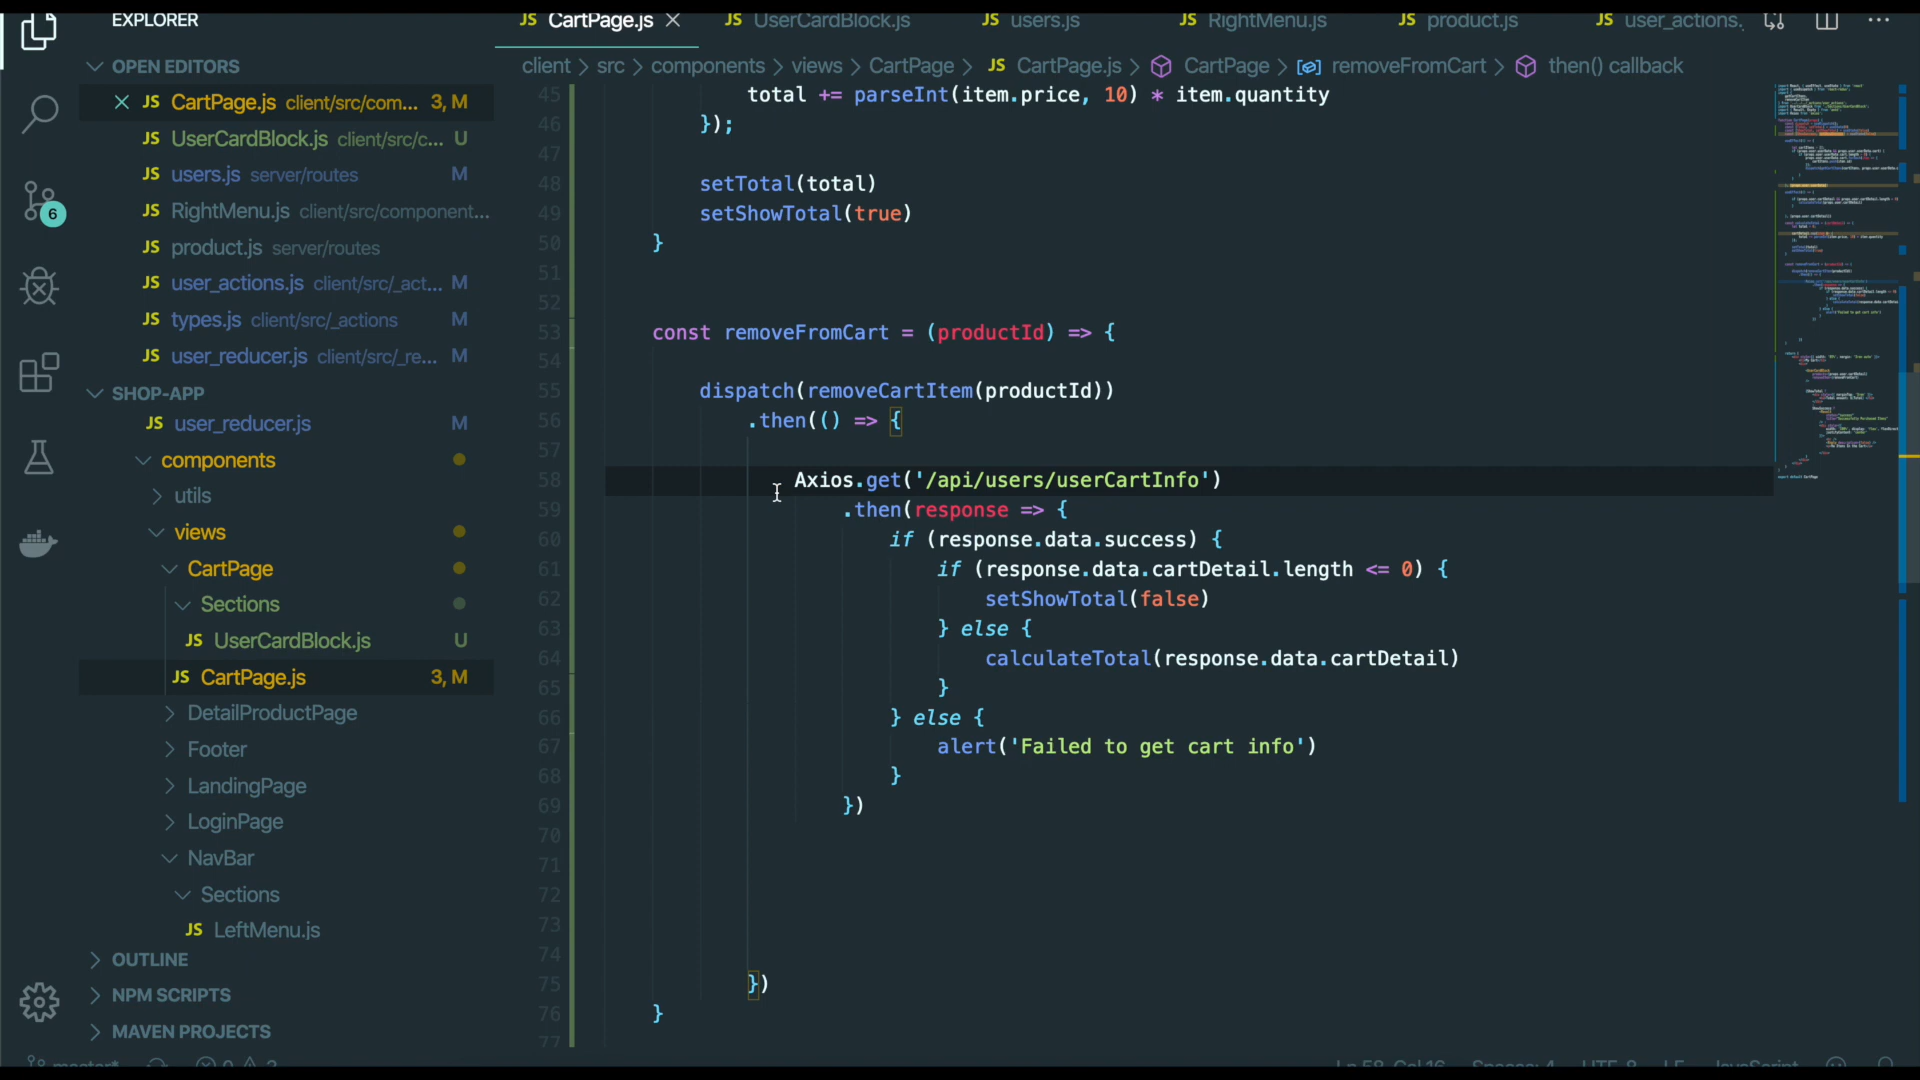 EXPLORER
JS CartPage.js
JS UserCardBlock.js
JS users.js
JS RightMenu.js
JS product.js
JS user_actions.
OPEN EDITORS
client > src > components > views > CartPage > JS CartPage.js > CartPage > removeFromCart > then() callback
JS CartPage.js client/src/com... 3, M
JS UserCardBlock.js client/src/c... U
JS users.js server/routes M
JS RightMenu.js client/src/component...
JS product.js server/routes
JS user_actions.js client/src/_act... M
JS types.js client/src/_actions M
JS user_reducer.js client/src/_re... M
6
SHOP-APP
JS user_reducer.js M
components
utils
views
CartPage
Sections
JS UserCardBlock.js U
JS CartPage.js 3, M
DetailProductPage
Footer
LandingPage
LoginPage
NavBar
Sections
JS LeftMenu.js
OUTLINE
NPM SCRIPTS
MAVEN PROJECTS
45 total += parseInt(item.price, 10) * item.quantity
46 });
47
48 setTotal(total)
49 setShowTotal(true)
50 }
51
52
53 const removeFromCart = (productId) => {
54
55 dispatch(removeCartItem(productId))
56 .then(() => {
57
58 Axios.get('/api/users/userCartInfo')
59 .then(response => {
60 if (response.data.success) {
61 if (response.data.cartDetail.length <= 0) {
62 setShowTotal(false)
63 } else {
64 calculateTotal(response.data.cartDetail)
65 }
66 } else {
67 alert('Failed to get cart info')
68 }
69 })
70
71
72
73
74
75 })
76 }
77